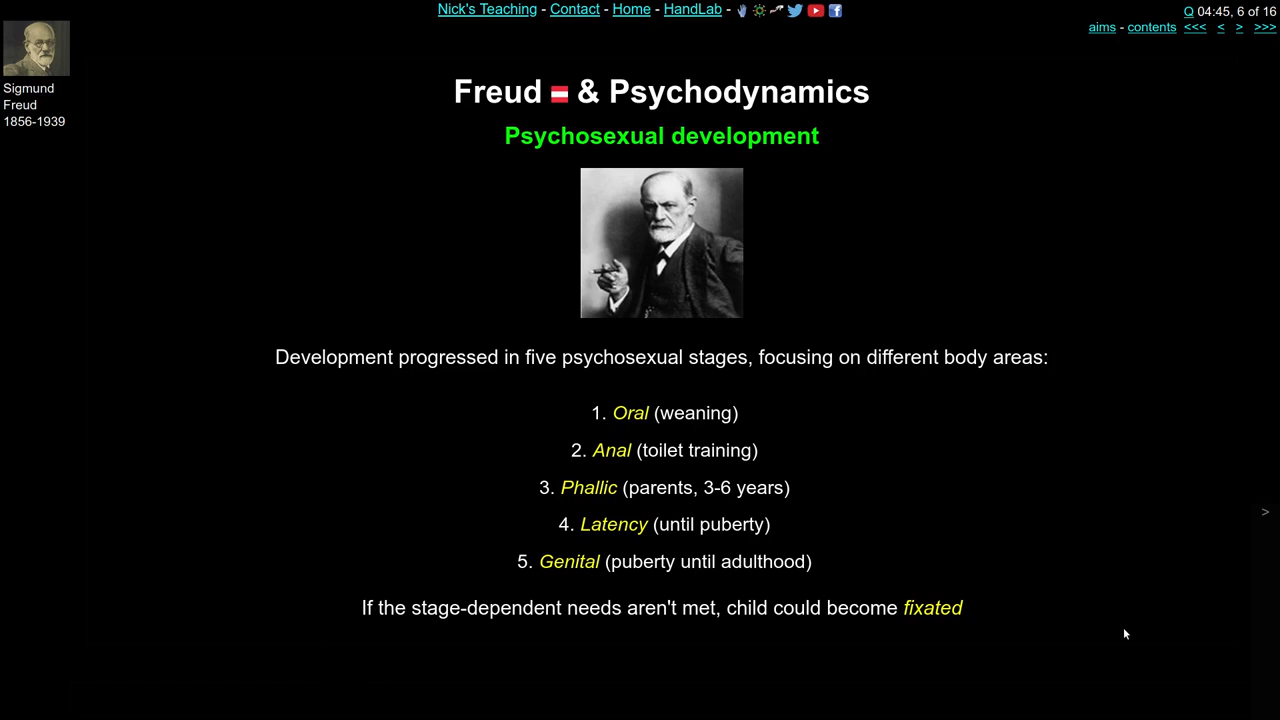 Nick's Teaching - Contact - Home - HandLab -
Q 04:45, 6 of 16
aims - contents <<< < > >>>
Sigmund
Freud
1856-1939
Freud & Psychodynamics
Psychosexual development
Development progressed in five psychosexual stages, focusing on different body areas:
1. Oral (weaning)
2. Anal (toilet training)
3. Phallic (parents, 3-6 years)
4. Latency (until puberty)
5. Genital (puberty until adulthood)
If the stage-dependent needs aren't met, child could become fixated
>